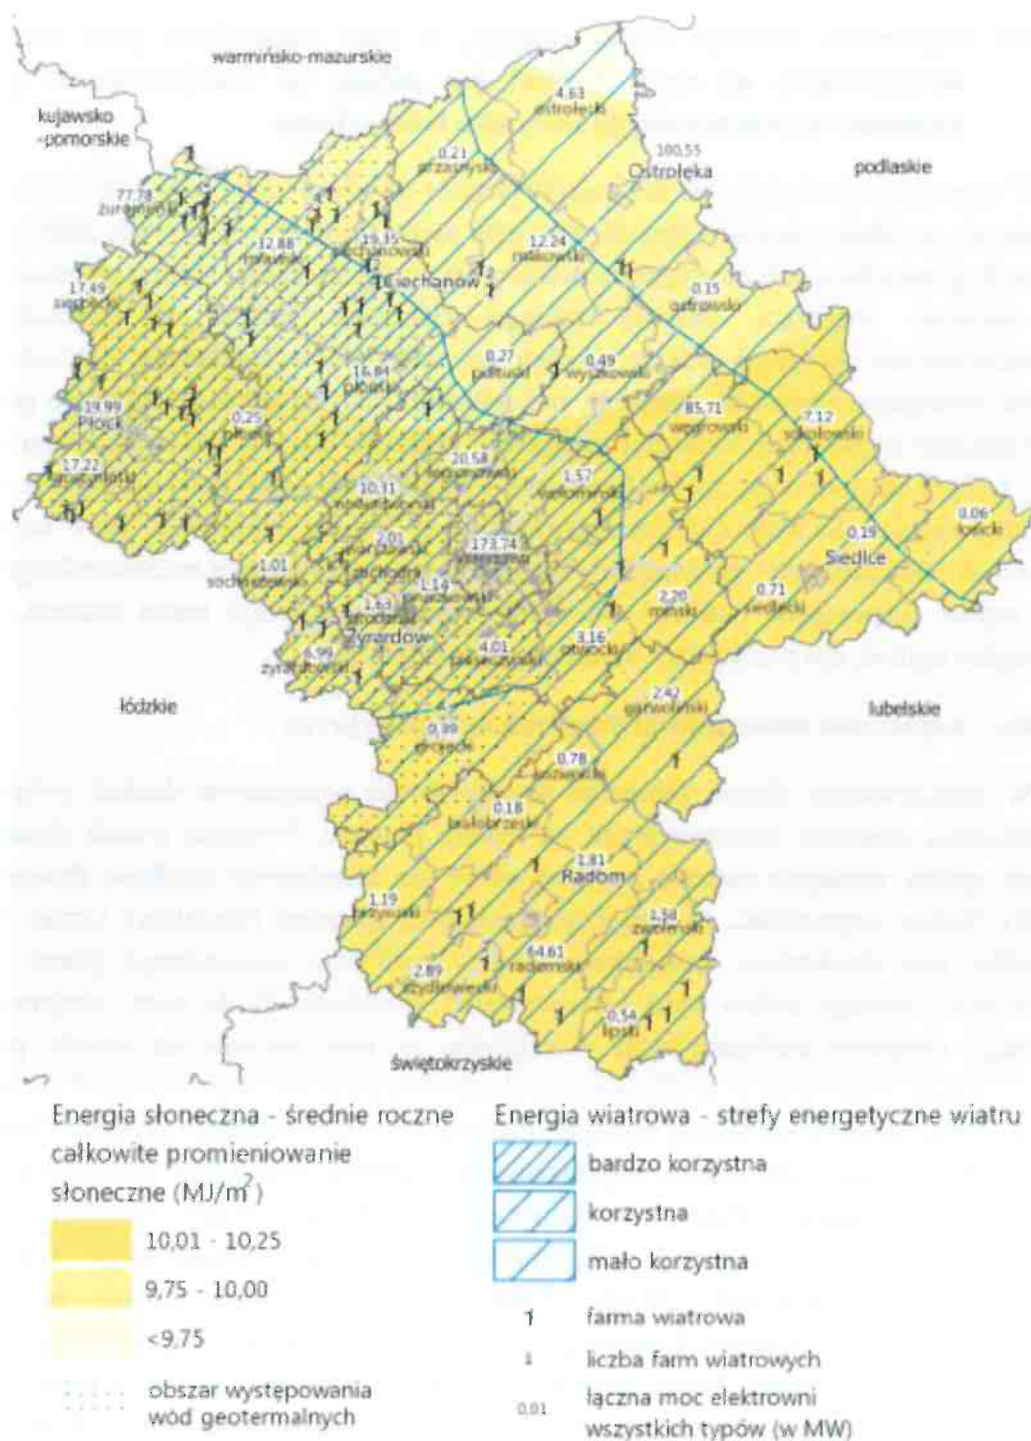 warmińsko-mazurskie
kujawsko
-pomorskie
podlaskie
4,63
ostrołęcki
0,21
przasnyski
100,55
Ostrołęka
77,78
żuromiński
12,88
mławski
19,35
ciechanowski
Ciechanów
2
12,24
makowski
0,15
ostrowski
17,49
sierpecki
0,27
pułtuski
0,49
wyszkowski
16,84
płoński
19,99
Płock
0,25
płocki
85,71
węgrowski
7,12
sokołowski
17,22
gostyniński
20,58
legionowski
10,31
nowodworski
1,57
wołomiński
0,06
łosicki
2,01
warszawski
zachodni
173,74
Warszawa
0,19
Siedlce
1,01
sochaczewski
1,14
pruszkowski
0,71
siedlecki
2,20
miński
1,63
grodziski
Żyrardów
6,99
żyrardowski
4,01
piaseczyński
3,16
otwocki
łódzkie
2,42
garwoliński
lubelskie
0,39
grójecki
0,78
kozienicki
0,18
białobrzeski
1,81
Radom
1,19
przysuski
1,58
zwoleński
64,61
radomski
2,89
szydłowiecki
0,54
lipski
świętokrzyskie
Energia słoneczna - średnie roczne
całkowite promieniowanie
słoneczne (MJ/m²)
10,01 - 10,25
9,75 - 10,00
<9,75
obszar występowania
wód geotermalnych
Energia wiatrowa - strefy energetyczne wiatru
bardzo korzystna
korzystna
mało korzystna
farma wiatrowa
1
liczba farm wiatrowych
0,01
łączna moc elektrowni
wszystkich typów (w MW)